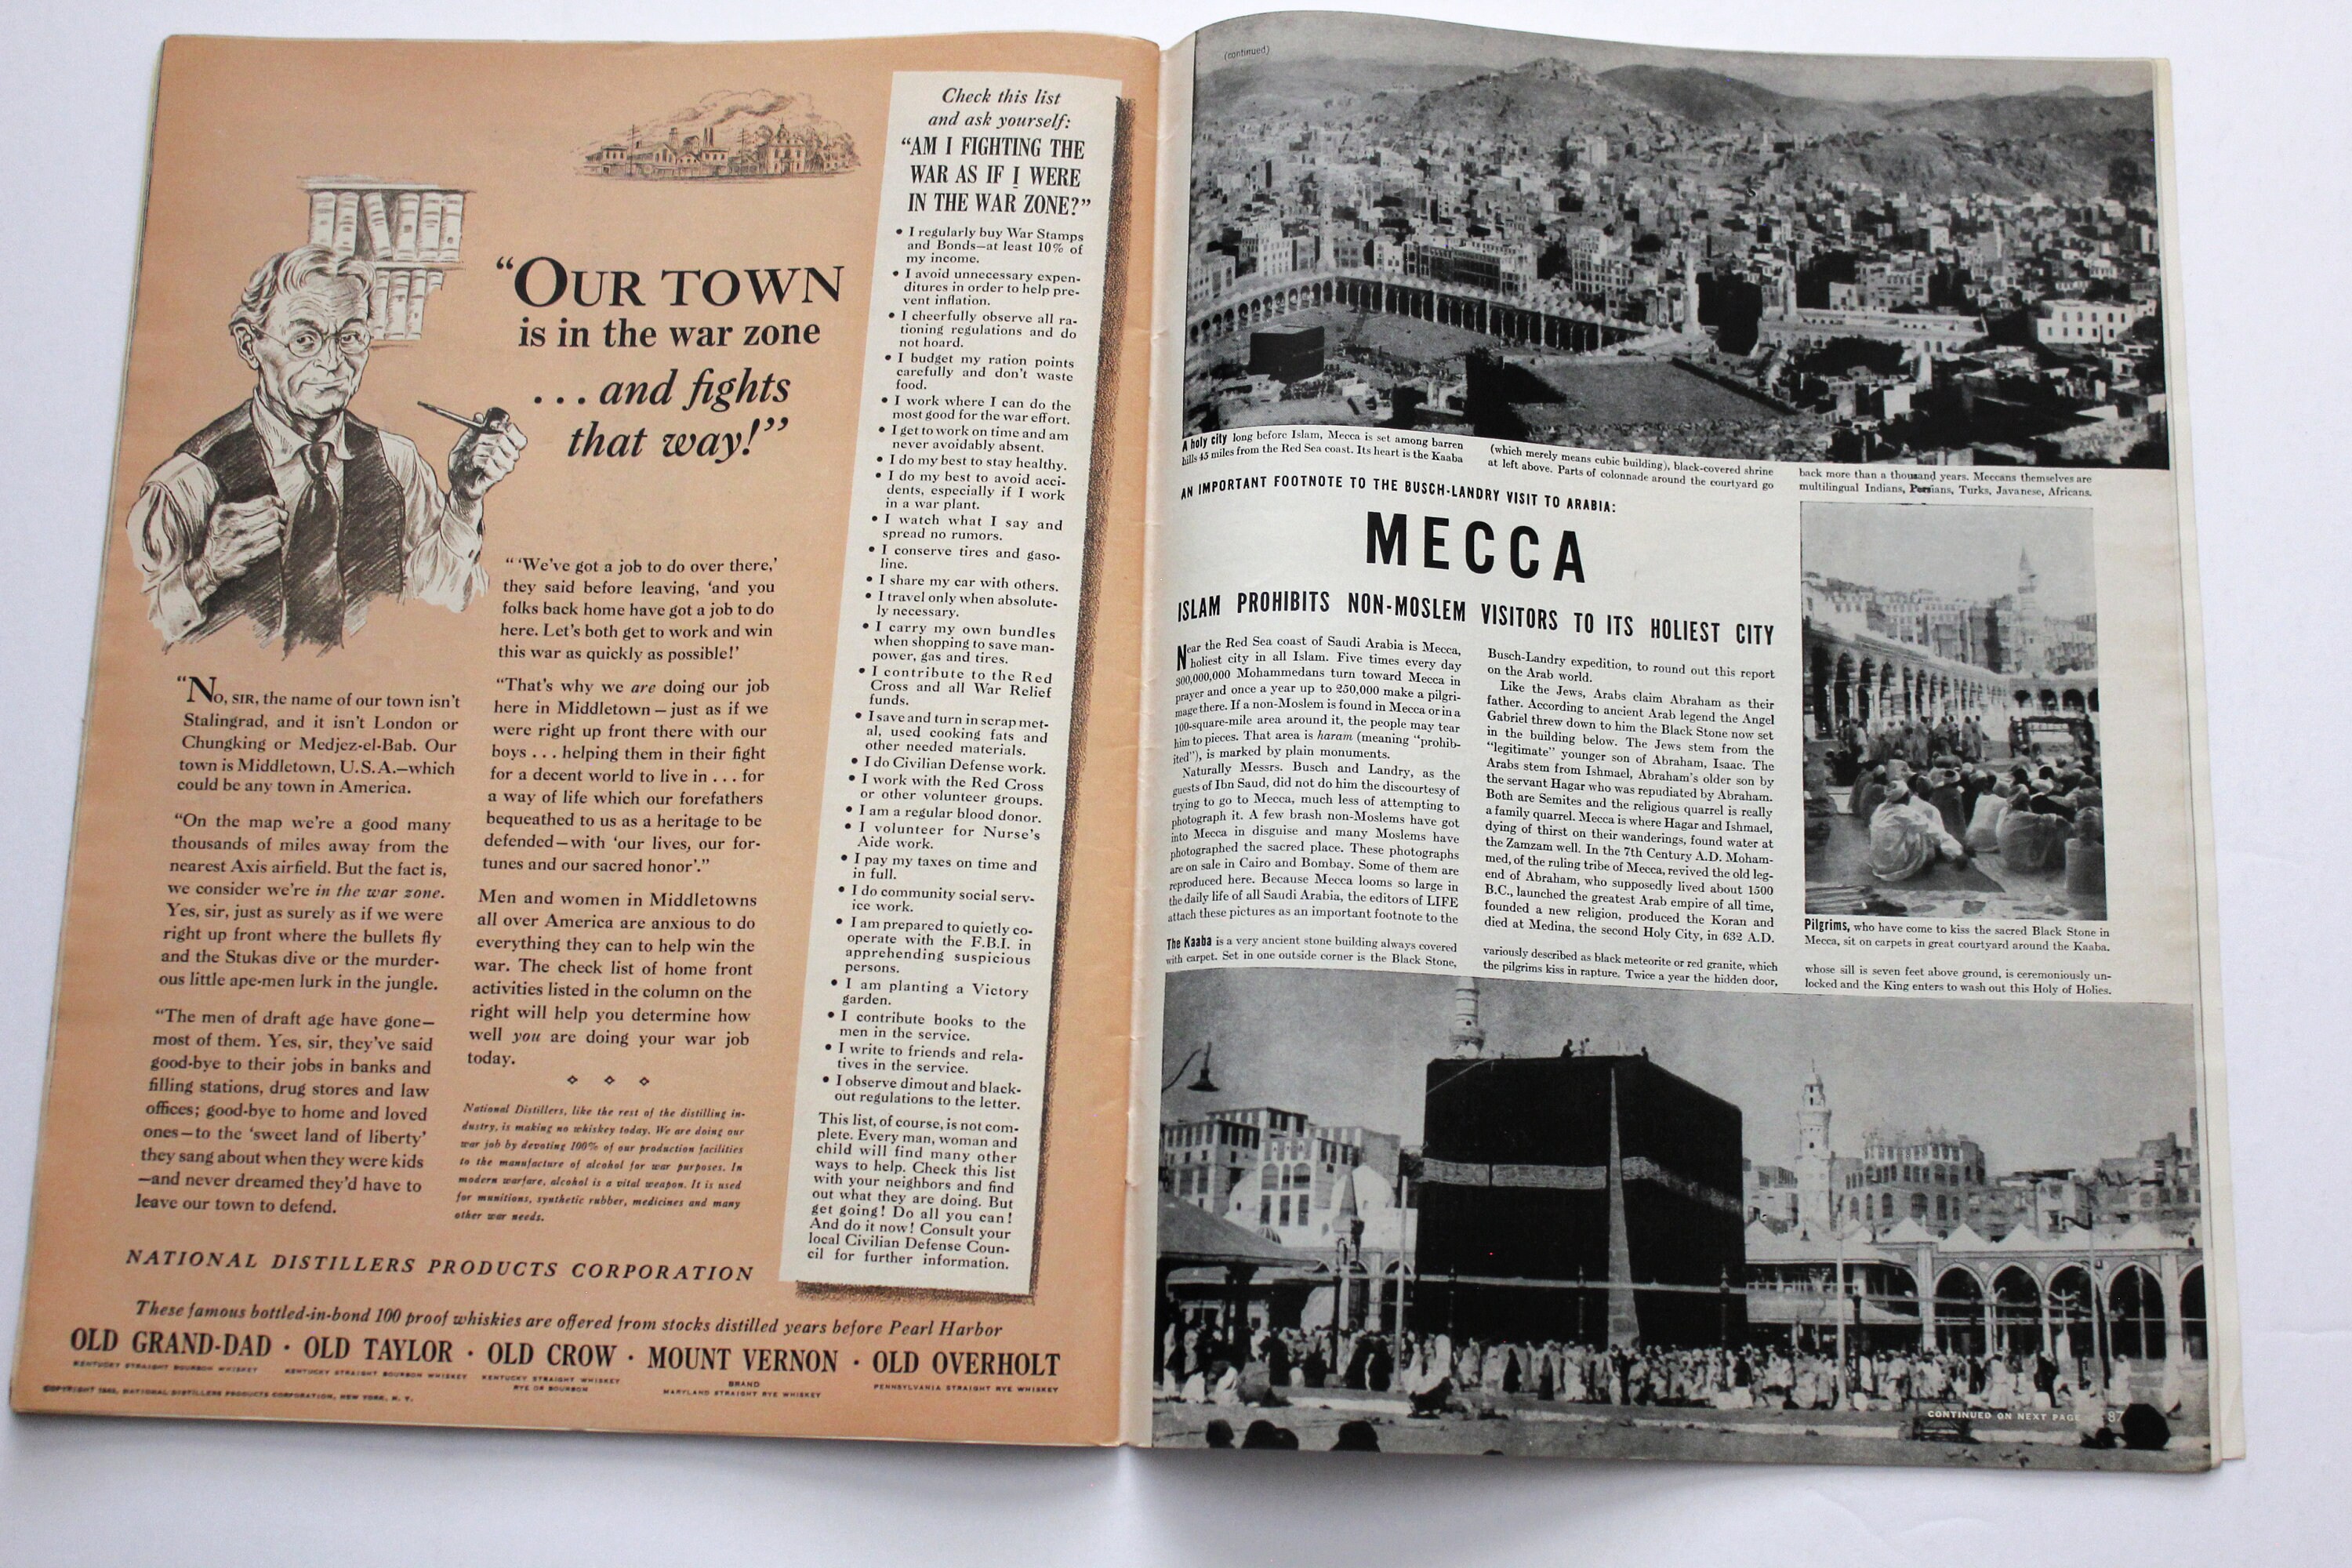 "OUR TOWN
is in the war zone
...and fights
that way!"
"No, SIR, the name of our town isn't
Stalingrad, and it isn't London or
Chungking or Medjez-el-Bab. Our
town is Middletown, U.S.A.—which
could be any town in America.
"On the map we're a good many
thousands of miles away from the
nearest Axis airfield. But the fact is,
we consider we're in the war zone.
Yes, sir, just as surely as if we were
right up front where the bullets fly
and the Stukas dive or the murder-
ous little ape-men lurk in the jungle.
"The men of draft age have gone—
most of them. Yes, sir, they've said
good-bye to their jobs in banks and
filling stations, drug stores and law
offices; good-bye to home and loved
ones—to the 'sweet land of liberty'
they sang about when they were kids
—and never dreamed they'd have to
leave our town to defend.
"'We've got a job to do over there,'
they said before leaving, 'and you
folks back home have got a job to do
here. Let's both get to work and win
this war as quickly as possible!'
"That's why we are doing our job
here in Middletown—just as if we
were right up front there with our
boys . . . helping them in their fight
for a decent world to live in . . . for
a way of life which our forefathers
bequeathed to us as a heritage to be
defended—with 'our lives, our for-
tunes and our sacred honor'."
Men and women in Middletowns
all over America are anxious to do
everything they can to help win the
war. The check list of home front
activities listed in the column on the
right will help you determine how
well you are doing your war job
today.
National Distillers, like the rest of the distilling in-
dustry, is making no whiskey today. We are doing our
war job by devoting 100% of our production facilities
to the manufacture of alcohol for war purposes. In
modern warfare, alcohol is a vital weapon. It is used
for munitions, synthetic rubber, medicines and many
other war needs.
NATIONAL DISTILLERS PRODUCTS CORPORATION
These famous bottled-in-bond 100 proof whiskies are offered from stocks distilled years before Pearl Harbor
OLD GRAND-DAD · OLD TAYLOR · OLD CROW · MOUNT VERNON · OLD OVERHOLT
KENTUCKY STRAIGHT BOURBON WHISKEY
KENTUCKY STRAIGHT BOURBON WHISKEY
KENTUCKY STRAIGHT WHISKEY
RYE OR BOURBON
BRAND
MARYLAND STRAIGHT RYE WHISKEY
PENNSYLVANIA STRAIGHT RYE WHISKEY
COPYRIGHT 1943, NATIONAL DISTILLERS PRODUCTS CORPORATION, NEW YORK, N. Y.
Check this list
and ask yourself:
"AM I FIGHTING THE
WAR AS IF I WERE
IN THE WAR ZONE?"
• I regularly buy War Stamps
and Bonds—at least 10% of
my income.
• I avoid unnecessary expen-
ditures in order to help pre-
vent inflation.
• I cheerfully observe all ra-
tioning regulations and do
not hoard.
• I budget my ration points
carefully and don't waste
food.
• I work where I can do the
most good for the war effort.
• I get to work on time and am
never avoidably absent.
• I do my best to stay healthy.
• I do my best to avoid acci-
dents, especially if I work
in a war plant.
• I watch what I say and
spread no rumors.
• I conserve tires and gaso-
line.
• I share my car with others.
• I travel only when absolute-
ly necessary.
• I carry my own bundles
when shopping to save man-
power, gas and tires.
• I contribute to the Red
Cross and all War Relief
funds.
• I save and turn in scrap met-
al, used cooking fats and
other needed materials.
• I do Civilian Defense work.
• I work with the Red Cross
or other volunteer groups.
• I am a regular blood donor.
• I volunteer for Nurse's
Aide work.
• I pay my taxes on time and
in full.
• I do community social serv-
ice work.
• I am prepared to quietly co-
operate with the F.B.I. in
apprehending suspicious
persons.
• I am planting a Victory
garden.
• I contribute books to the
men in the service.
• I write to friends and rela-
tives in the service.
• I observe dimout and black-
out regulations to the letter.
This list, of course, is not com-
plete. Every man, woman and
child will find many other
ways to help. Check this list
with your neighbors and find
out what they are doing. But
get going! Do all you can!
And do it now! Consult your
local Civilian Defense Coun-
cil for further information.
(continued)
A holy city long before Islam, Mecca is set among barren
hills 45 miles from the Red Sea coast. Its heart is the Kaaba
(which merely means cubic building), black-covered shrine
at left above. Parts of colonnade around the courtyard go
back more than a thousand years. Meccans themselves are
multilingual Indians, Persians, Turks, Javanese, Africans.
AN IMPORTANT FOOTNOTE TO THE BUSCH-LANDRY VISIT TO ARABIA:
MECCA
ISLAM PROHIBITS NON-MOSLEM VISITORS TO ITS HOLIEST CITY
Near the Red Sea coast of Saudi Arabia is Mecca,
holiest city in all Islam. Five times every day
300,000,000 Mohammedans turn toward Mecca in
prayer and once a year up to 250,000 make a pilgri-
mage there. If a non-Moslem is found in Mecca or in a
100-square-mile area around it, the people may tear
him to pieces. That area is haram (meaning "prohib-
ited"), is marked by plain monuments.
Naturally Messrs. Busch and Landry, as the
guests of Ibn Saud, did not do him the discourtesy of
trying to go to Mecca, much less of attempting to
photograph it. A few brash non-Moslems have got
into Mecca in disguise and many Moslems have
photographed the sacred place. These photographs
are on sale in Cairo and Bombay. Some of them are
reproduced here. Because Mecca looms so large in
the daily life of all Saudi Arabia, the editors of LIFE
attach these pictures as an important footnote to the
Busch-Landry expedition, to round out this report
on the Arab world.
Like the Jews, Arabs claim Abraham as their
father. According to ancient Arab legend the Angel
Gabriel threw down to him the Black Stone now set
in the building below. The Jews stem from the
"legitimate" younger son of Abraham, Isaac. The
Arabs stem from Ishmael, Abraham's older son by
the servant Hagar who was repudiated by Abraham.
Both are Semites and the religious quarrel is really
a family quarrel. Mecca is where Hagar and Ishmael,
dying of thirst on their wanderings, found water at
the Zamzam well. In the 7th Century A.D. Moham-
med, of the ruling tribe of Mecca, revived the old leg-
end of Abraham, who supposedly lived about 1500
B.C., launched the greatest Arab empire of all time,
founded a new religion, produced the Koran and
died at Medina, the second Holy City, in 632 A.D.
Pilgrims, who have come to kiss the sacred Black Stone in
Mecca, sit on carpets in great courtyard around the Kaaba.
The Kaaba is a very ancient stone building always covered
with carpet. Set in one outside corner is the Black Stone,
variously described as black meteorite or red granite, which
the pilgrims kiss in rapture. Twice a year the hidden door,
whose sill is seven feet above ground, is ceremoniously un-
locked and the King enters to wash out this Holy of Holies.
CONTINUED ON NEXT PAGE 87